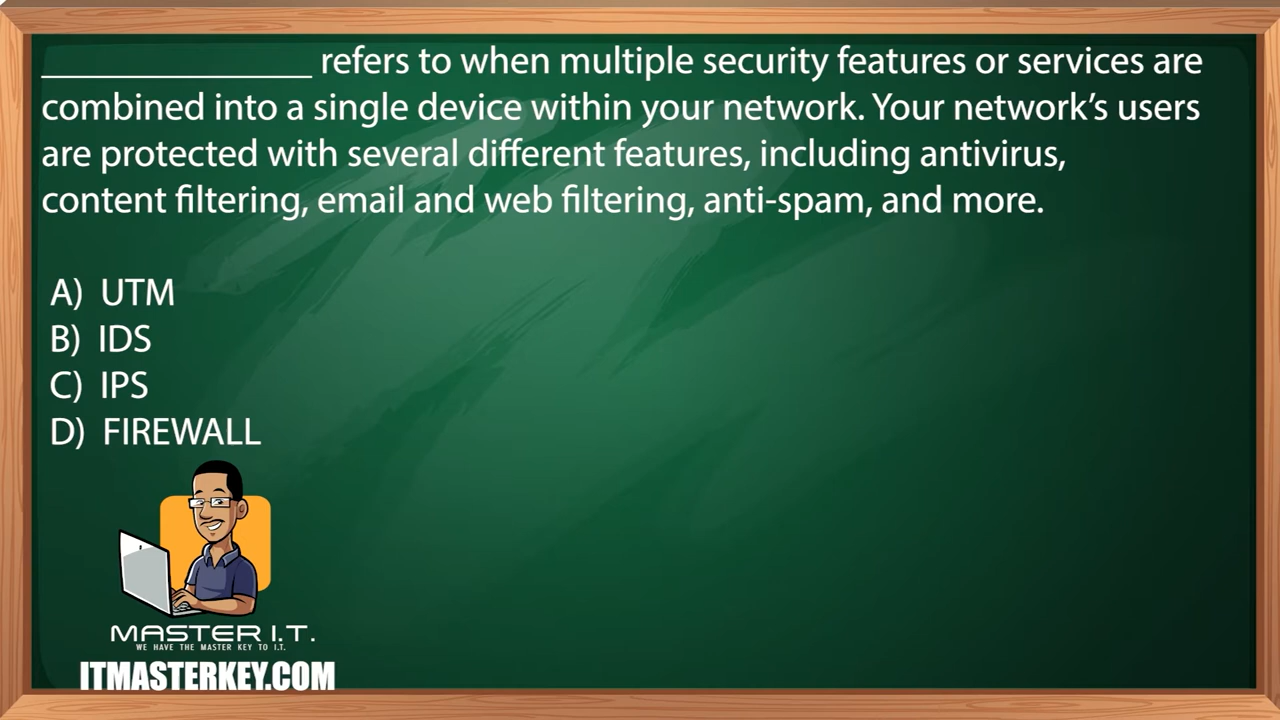 ______________ refers to when multiple security features or services are
combined into a single device within your network. Your network’s users
are protected with several different features, including antivirus,
content filtering, email and web filtering, anti-spam, and more.
A) UTM
B) IDS
C) IPS
D) FIREWALL
MASTER I.T.
WE HAVE THE MASTER KEY TO I.T.
ITMASTERKEY.COM